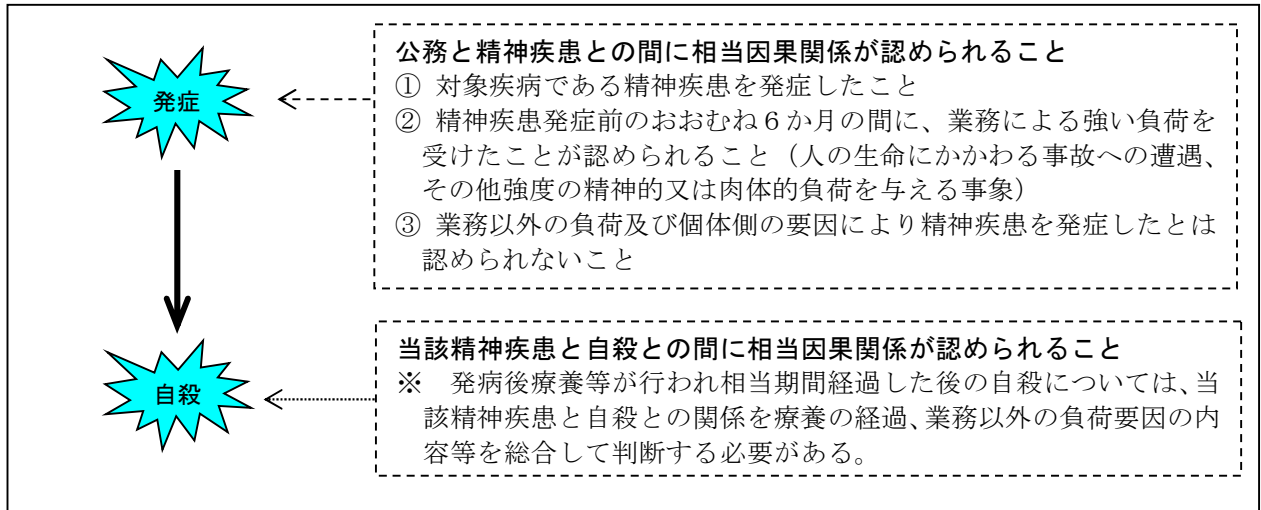 公務と精神疾患との間に相当因果関係が認められること
① 対象疾病である精神疾患を発症したこと
② 精神疾患発症前のおおむね６か月の間に、業務による強い負荷を
受けたことが認められること（人の生命にかかわる事故への遭遇、
その他強度の精神的又は肉体的負荷を与える事象）
③ 業務以外の負荷及び個体側の要因により精神疾患を発症したとは
認められないこと
発症
当該精神疾患と自殺との間に相当因果関係が認められること
※　発病後療養等が行われ相当期間経過した後の自殺については、当
該精神疾患と自殺との関係を療養の経過、業務以外の負荷要因の内
容等を総合して判断する必要がある。
自殺